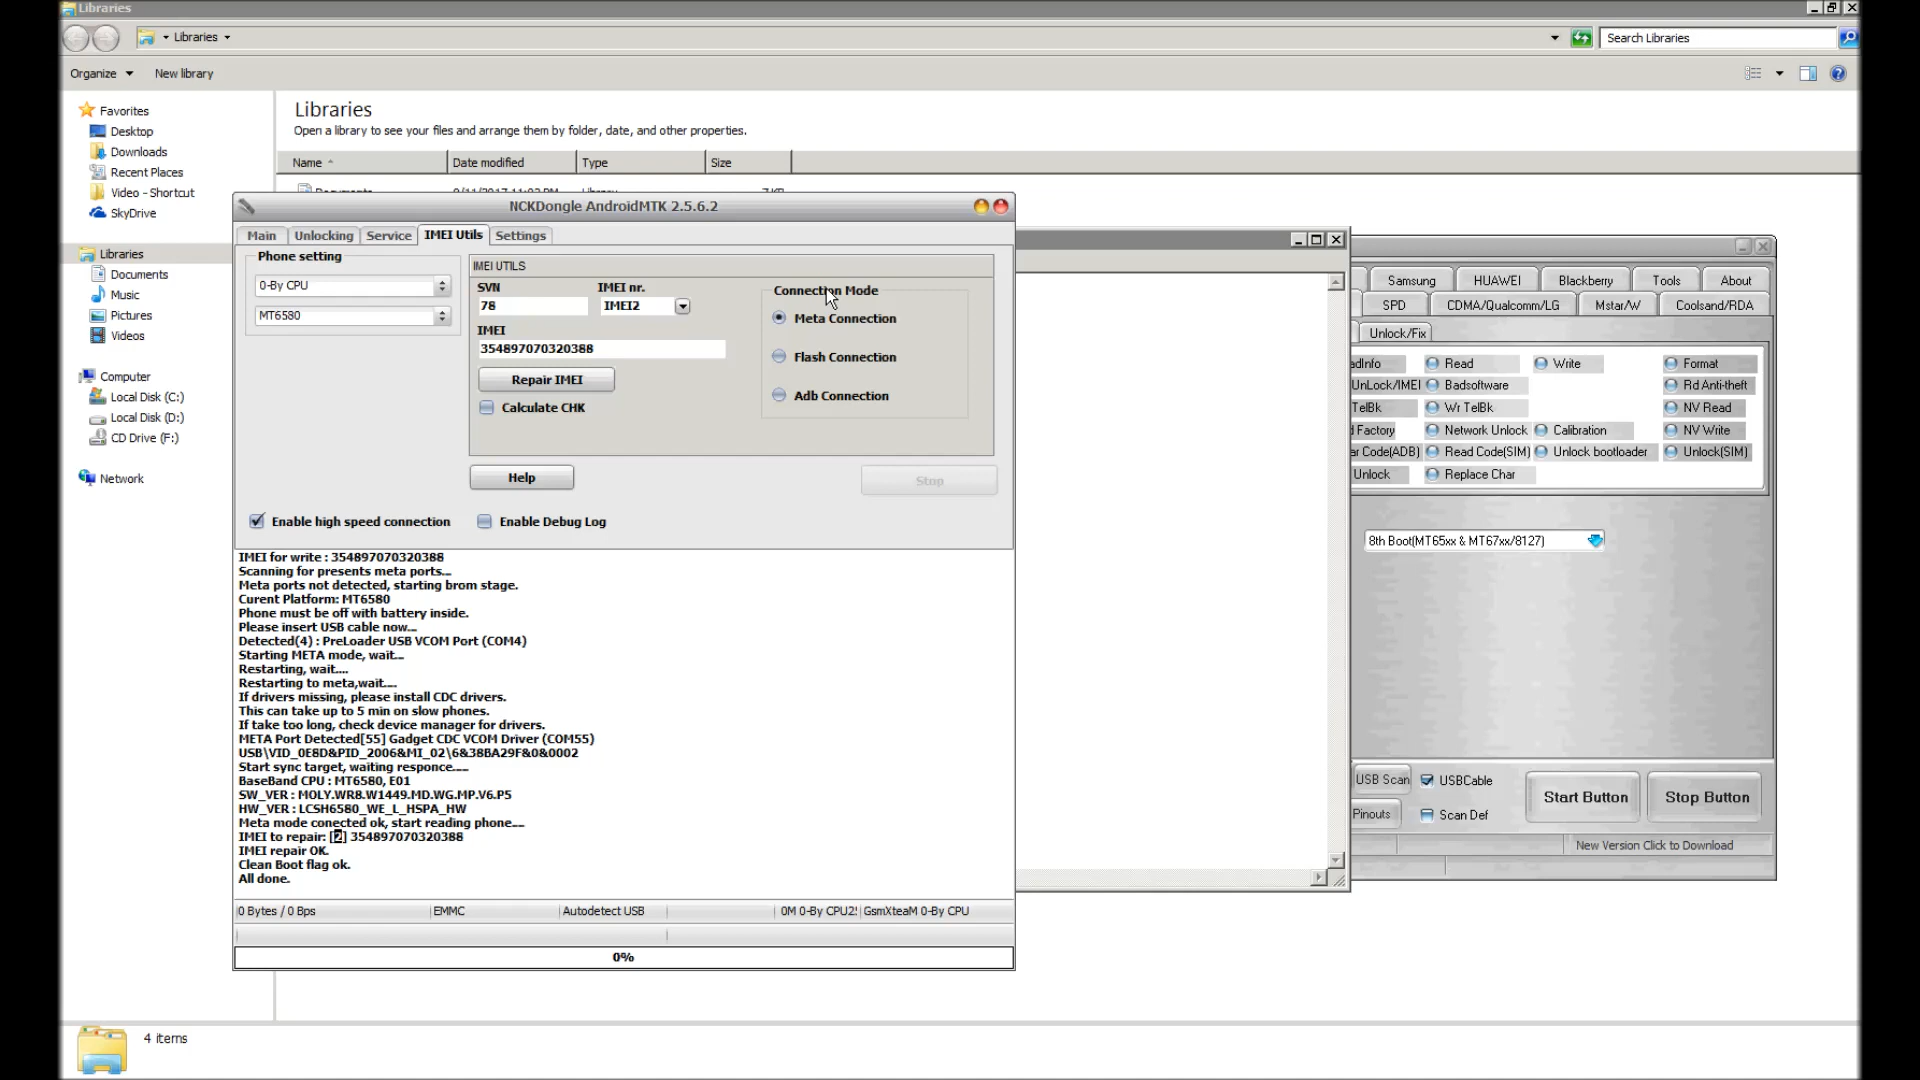 Libraries
Libraries
Search Libraries
Organize
New library
Favorites
Desktop
Downloads
Recent Places
Video - Shortcut
SkyDrive
Libraries
Documents
Music
Pictures
Videos
Computer
Local Disk (C:)
Local Disk (D:)
CD Drive (F:)
Network
Libraries
Open a library to see your files and arrange them by folder, date, and other properties.
Name
Date modified
Type
Size
NCKDongle AndroidMTK 2.5.6.2
Main
Unlocking
Service
IMEI Utils
Settings
Phone setting
0-By CPU
MT6580
IMEI UTILS
SVN
IMEI nr.
78
IMEI2
IMEI
354897070320388
Repair IMEI
Calculate CHK
Connection Mode
Meta Connection
Flash Connection
Adb Connection
Help
Stop
Enable high speed connection
Enable Debug Log
IMEI for write : 354897070320388
Scanning for presents meta ports...
Meta ports not detected, starting brom stage.
Curent Platform: MT6580
Phone must be off with battery inside.
Please insert USB cable now...
Detected(4) : PreLoader USB VCOM Port (COM4)
Starting META mode, wait...
Restarting, wait....
Restarting to meta,wait....
If drivers missing, please install CDC drivers.
This can take up to 5 min on slow phones.
If take too long, check device manager for drivers.
META Port Detected[55] Gadget CDC VCOM Driver (COM55)
USB\VID_0E8D&PID_2006&MI_02\6&38BA29F&0&0002
Start sync target, waiting responce.....
BaseBand CPU : MT6580, E01
SW_VER : MOLY.WR8.W1449.MD.WG.MP.V6.P5
HW_VER : LCSH6580_WE_L_HSPA_HW
Meta mode conected ok, start reading phone....
IMEI to repair: [2] 354897070320388
IMEI repair OK.
Clean Boot flag ok.
All done.
0 Bytes / 0 Bps
EMMC
Autodetect USB
0M 0-By CPU2!
GsmXteaM 0-By CPU
0%
Samsung
HUAWEI
Blackberry
Tools
About
SPD
CDMA/Qualcomm/LG
Mstar/W
Coolsand/RDA
Unlock/Fix
adInfo
Read
Write
Format
UnLock/IMEI
Badsoftware
Rd Anti-theft
TelBk
Wr TelBk
NV Read
Factory
Network Unlock
Calibration
NV Write
ar Code(ADB)
Read Code(SIM)
Unlock bootloader
Unlock(SIM)
Unlock
Replace Char
8th Boot(MT65xx & MT67xx/8127)
USB Scan
USBCable
Start Button
Stop Button
Pinouts
Scan Def
New Version Click to Download
4 items